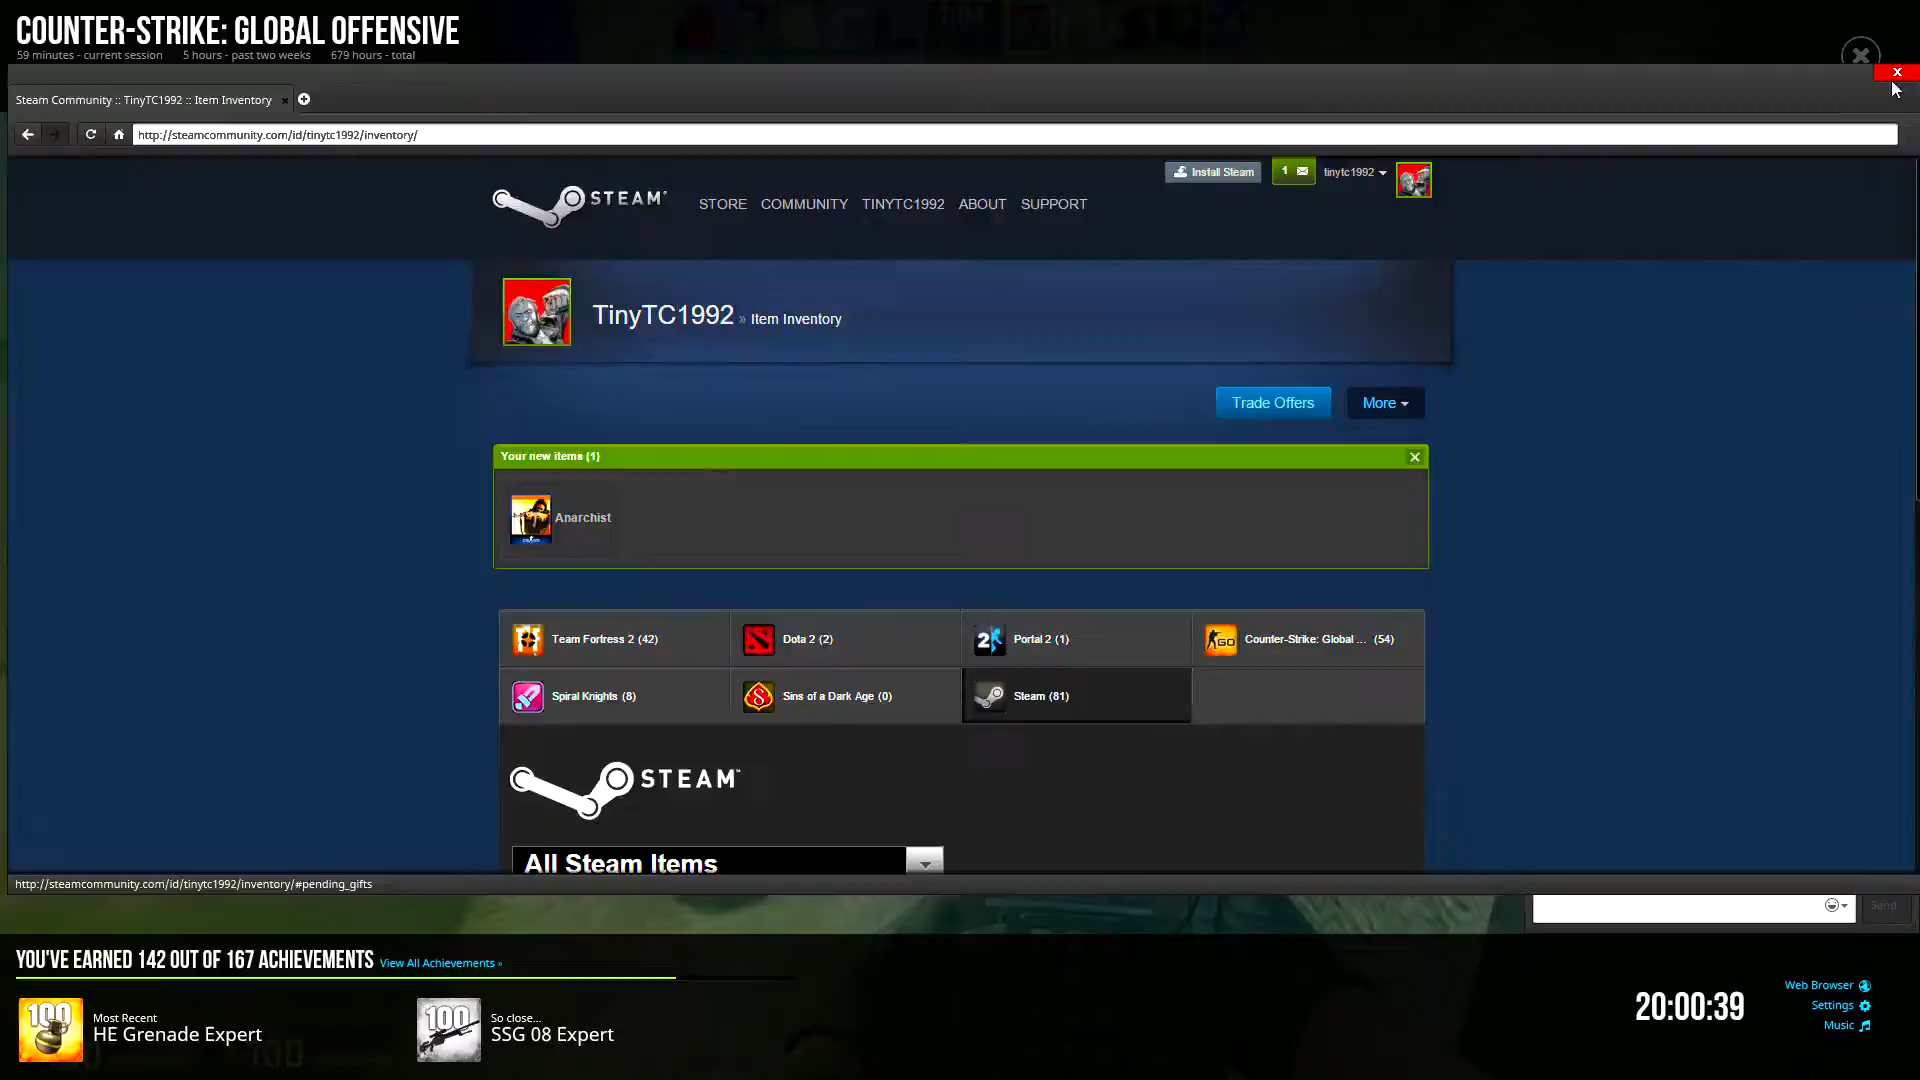 COUNTER-STRIKE: GLOBAL OFFENSIVE
59 minutes - current session 5 hours - past two weeks 679 hours - total
Steam Community :: TinyTC1992 :: Item Inventory
http://steamcommunity.com/id/tinytc1992/inventory/
Install Steam 1 tinytc1992
STEAM™ STORE COMMUNITY TINYTC1992 ABOUT SUPPORT
TinyTC1992 » Item Inventory
Trade Offers More
Your new items (1)
Anarchist
Team Fortress 2 (42) Dota 2 (2) Portal 2 (1) Counter-Strike: Global ... (54)
Spiral Knights (8) Sins of a Dark Age (0) Steam (81)
STEAM™
All Steam Items
http://steamcommunity.com/id/tinytc1992/inventory/#pending_gifts
Send
YOU'VE EARNED 142 OUT OF 167 ACHIEVEMENTS View All Achievements »
100 Most Recent
HE Grenade Expert
100 So close...
SSG 08 Expert
20:00:39
Web Browser
Settings
Music